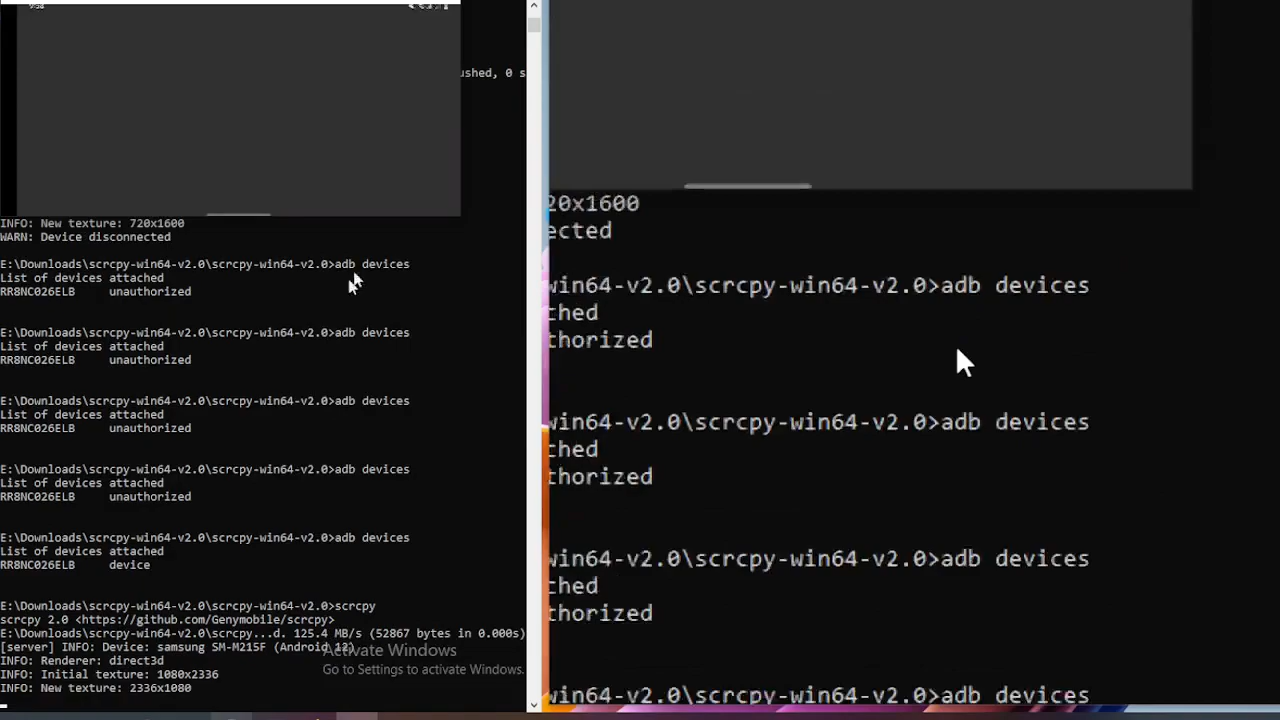 9:58
ushed, 0 s
INFO: New texture: 720x1600
WARN: Device disconnected
E:\Downloads\scrcpy-win64-v2.0\scrcpy-win64-v2.0>adb devices
List of devices attached
RR8NC026ELB unauthorized
E:\Downloads\scrcpy-win64-v2.0\scrcpy-win64-v2.0>adb devices
List of devices attached
RR8NC026ELB unauthorized
E:\Downloads\scrcpy-win64-v2.0\scrcpy-win64-v2.0>adb devices
List of devices attached
RR8NC026ELB unauthorized
E:\Downloads\scrcpy-win64-v2.0\scrcpy-win64-v2.0>adb devices
List of devices attached
RR8NC026ELB unauthorized
E:\Downloads\scrcpy-win64-v2.0\scrcpy-win64-v2.0>adb devices
List of devices attached
RR8NC026ELB device
E:\Downloads\scrcpy-win64-v2.0\scrcpy-win64-v2.0>scrcpy
scrcpy 2.0 <https://github.com/Genymobile/scrcpy>
E:\Downloads\scrcpy-win64-v2.0\scrcpy...d. 125.4 MB/s (52867 bytes in 0.000s)
[server] INFO: Device: samsung SM-M215F (Android 12)
INFO: Renderer: direct3d
INFO: Initial texture: 1080x2336
INFO: New texture: 2336x1080
Activate Windows
Go to Settings to activate Windows.
20x1600
ected
win64-v2.0\scrcpy-win64-v2.0>adb devices
ched
thorized
win64-v2.0\scrcpy-win64-v2.0>adb devices
ched
thorized
win64-v2.0\scrcpy-win64-v2.0>adb devices
ched
thorized
win64-v2.0\scrcpy-win64-v2.0>adb devices